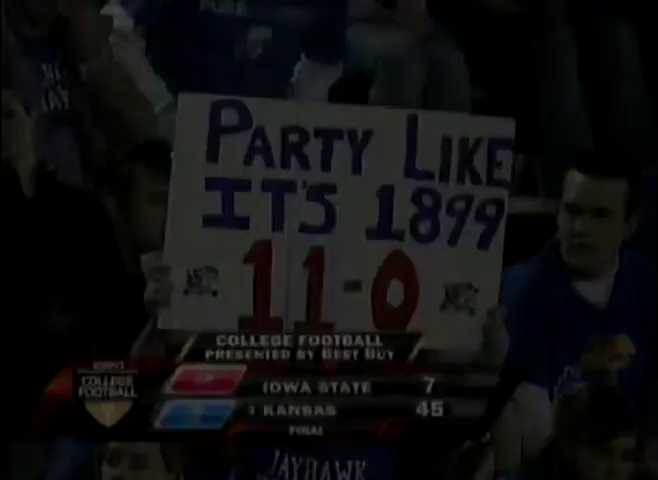 PARTY LIKE
IT'S 1899
11-0
COLLEGE FOOTBALL
PRESENTED BY BEST BUY
COLLEGE
FOOTBALL
IOWA STATE 7
KANSAS 45
FINAL
JAYHAWK